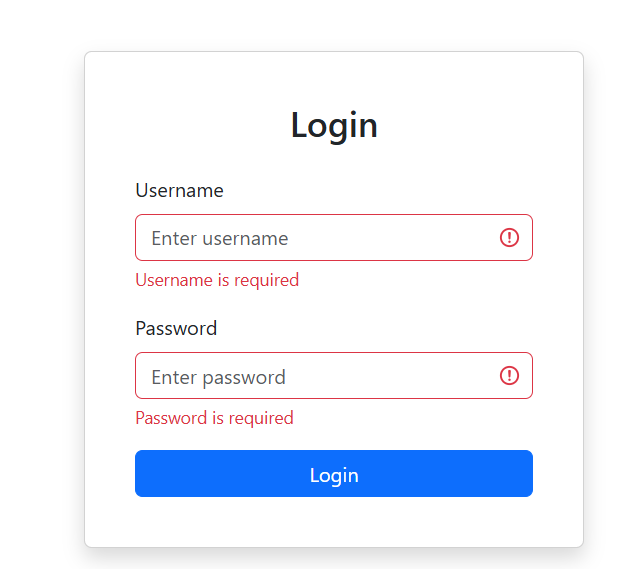 Login
Username
Enter username
Username is required
Password
Enter password
Password is required
Login